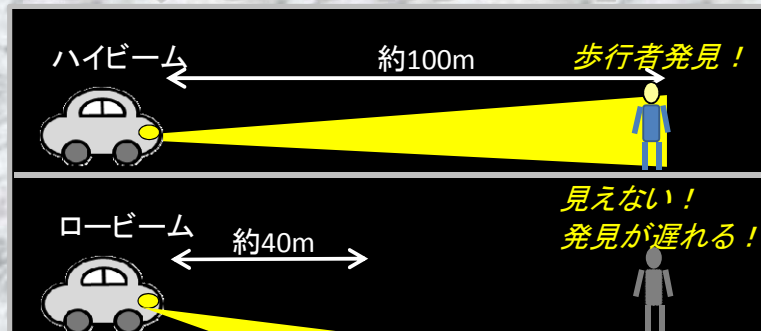 ハイビーム
約100m
歩行者発見！
ロービーム
約40m
見えない！
発見が遅れる！